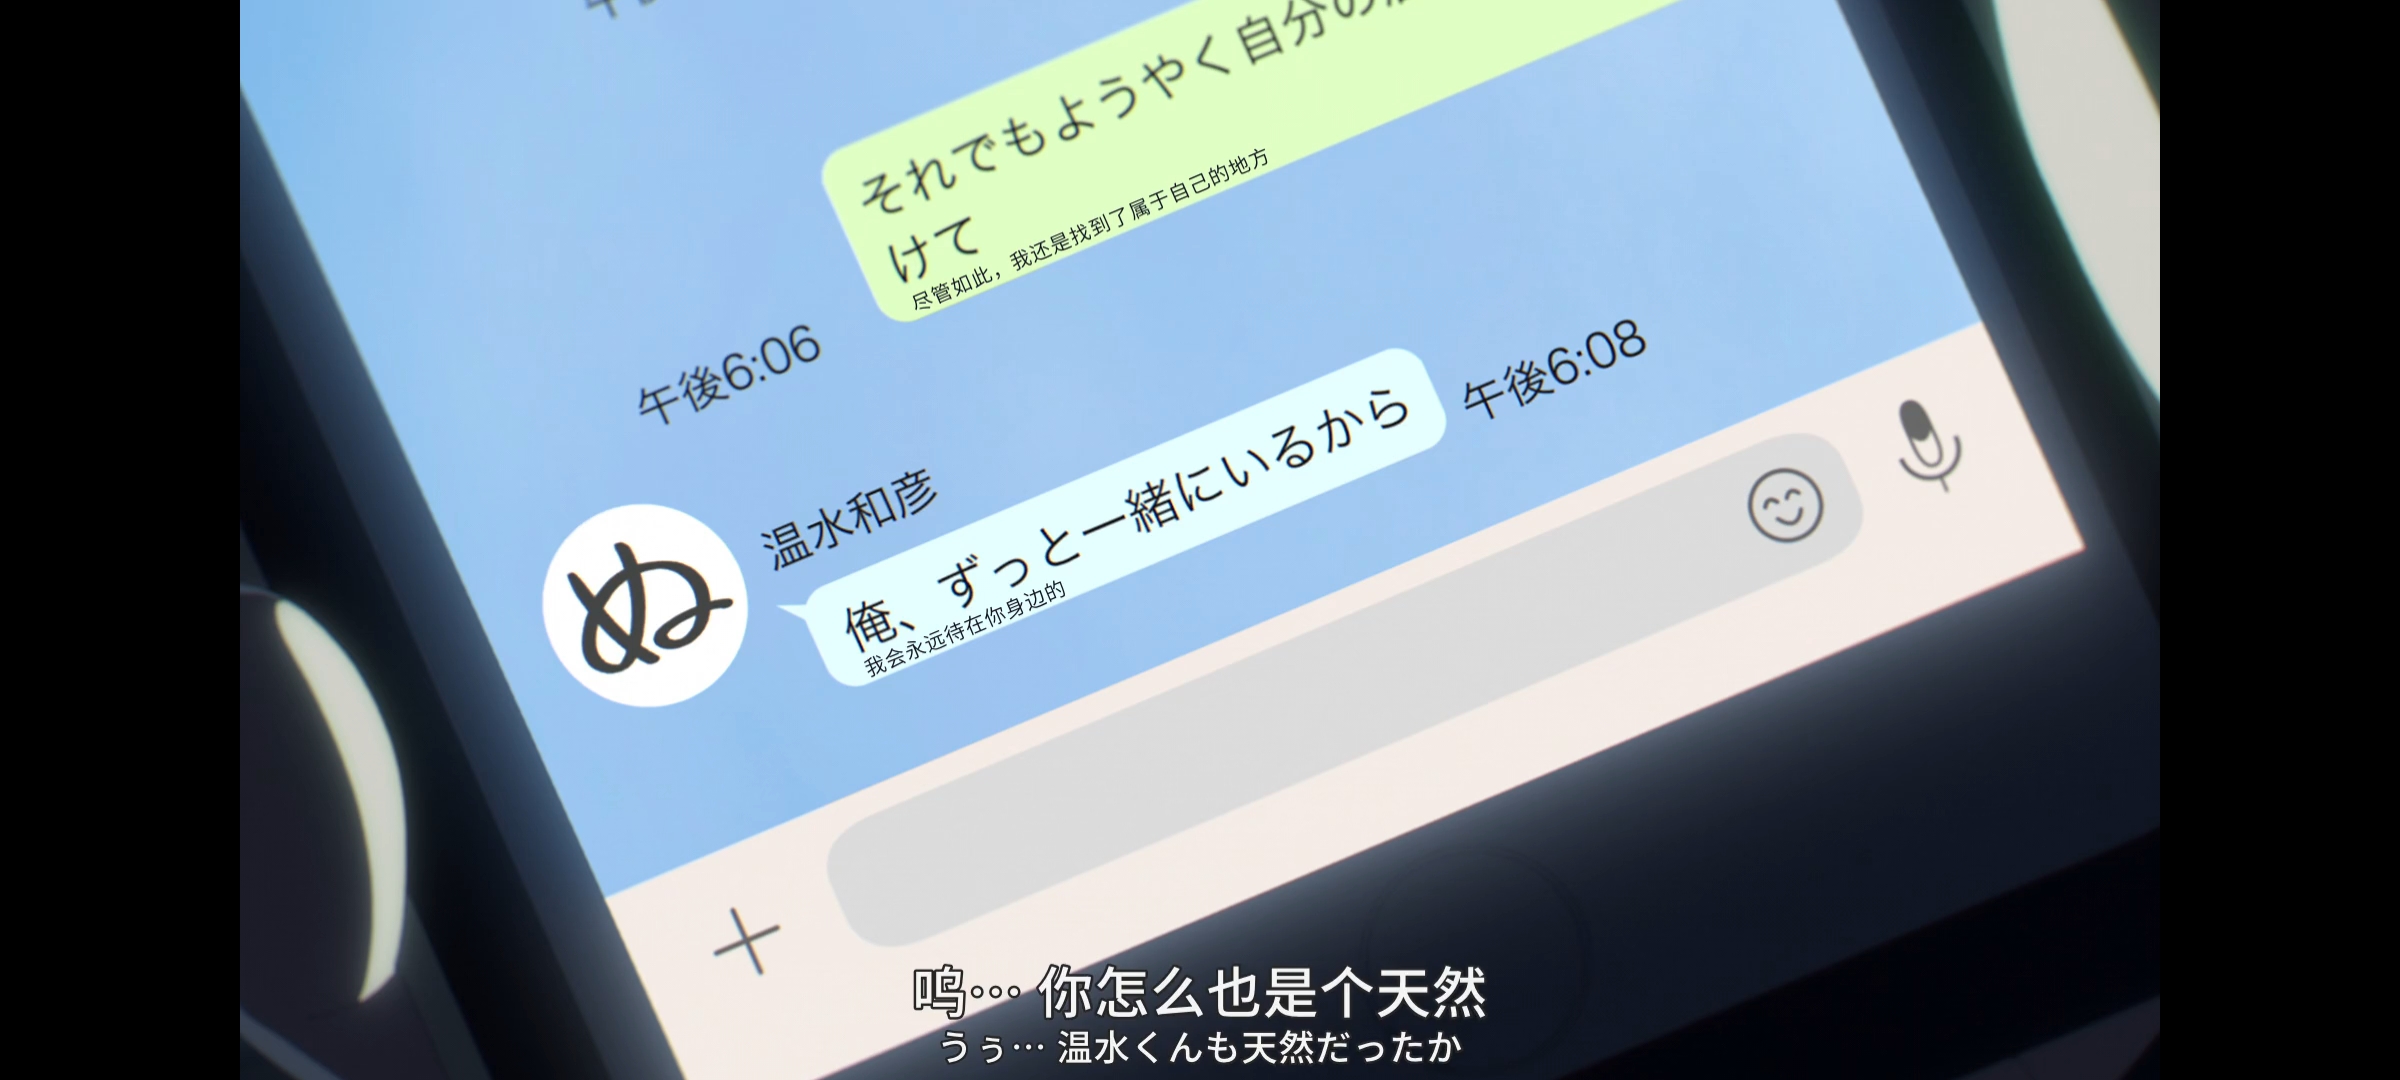 それでもようやく自分の
けて
尽管如此，我还是找到了属于自己的地方
午後6:06
温水和彦
ぬ
俺、ずっと一緒にいるから
午後6:08
我会永远待在你身边的
呜… 你怎么也是个天然
うぅ… 温水くんも天然だったか